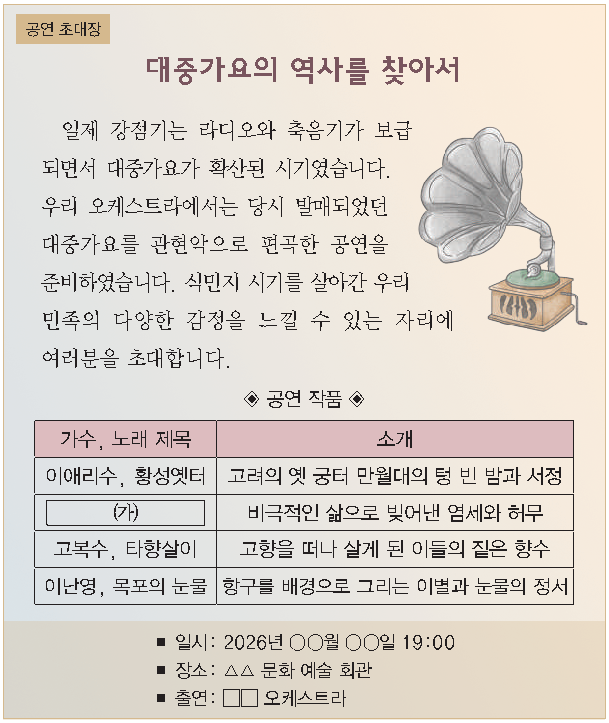 공연 초대장
대중가요의 역사를 찾아서
일제 강점기는 라디오와 축음기가 보급
되면서 대중가요가 확산된 시기였습니다.
우리 오케스트라에서는 당시 발매되었던
대중가요를 관현악으로 편곡한 공연을
준비하였습니다. 식민지 시기를 살아간 우리
민족의 다양한 감정을 느낄 수 있는 자리에
여러분을 초대합니다.
◈ 공연 작품 ◈
가수, 노래 제목 소개
이애리수, 황성옛터 고려의 옛 궁터 만월대의 텅 빈 밤과 서정
(가) 비극적인 삶으로 빚어낸 염세와 허무
고복수, 타향살이 고향을 떠나 살게 된 이들의 짙은 향수
이난영, 목포의 눈물 항구를 배경으로 그리는 이별과 눈물의 정서
■ 일시: 2026년 ○○월 ○○일 19:00
■ 장소: △△ 문화 예술 회관
■ 출연: □□ 오케스트라